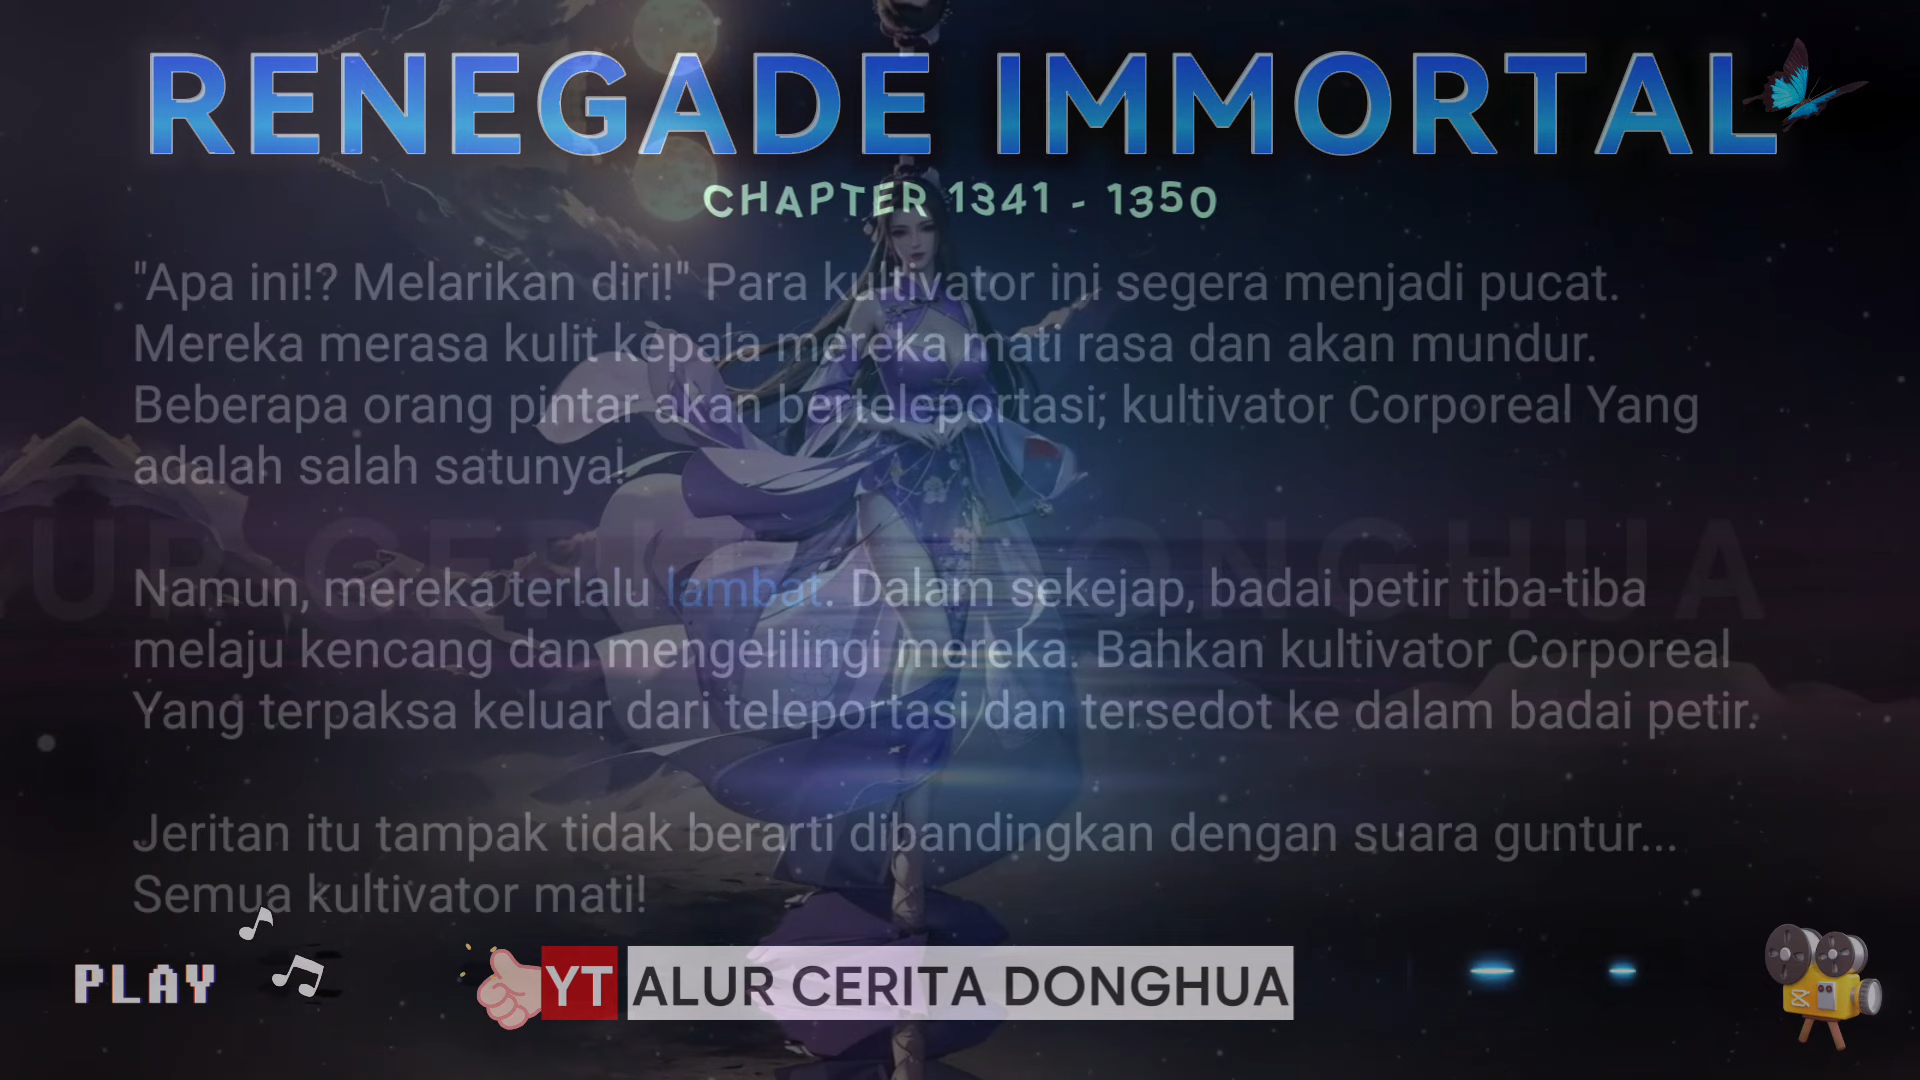 RENEGADE IMMORTAL
CHAPTER 1341 - 1350
"Apa ini!? Melarikan diri!" Para kultivator ini segera menjadi pucat.
Mereka merasa kulit kepala mereka mati rasa dan akan mundur.
Beberapa orang pintar akan berteleportasi; kultivator Corporeal Yang
adalah salah satunya!
UR CERITA DONGHUA
Namun, mereka terlalu lambat. Dalam sekejap, badai petir tiba-tiba
melaju kencang dan mengelilingi mereka. Bahkan kultivator Corporeal
Yang terpaksa keluar dari teleportasi dan tersedot ke dalam badai petir.
Jeritan itu tampak tidak berarti dibandingkan dengan suara guntur...
Semua kultivator mati!
PLAY
YT ALUR CERITA DONGHUA